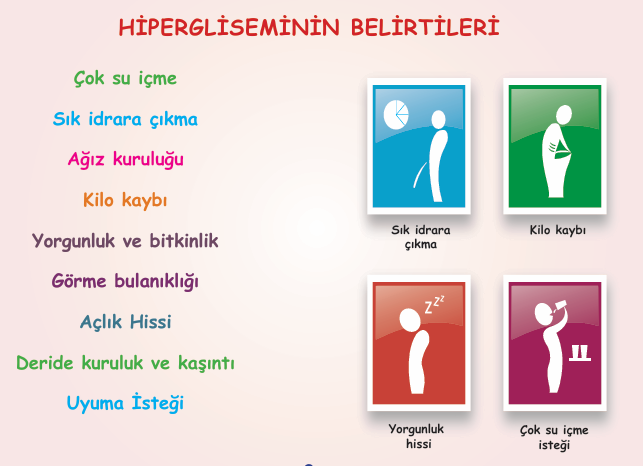 HİPERGLİSEMİNİN BELİRTİLERİ
Çok su içme
Sık idrara çıkma
Ağız kuruluğu
Kilo kaybı
Yorgunluk ve bitkinlik
Görme bulanıklığı
Açlık Hissi
Deride kuruluk ve kaşıntı
Uyuma İsteği
Sık idrara
çıkma
Kilo kaybı
zzz
Yorgunluk
hissi
Çok su içme
isteği